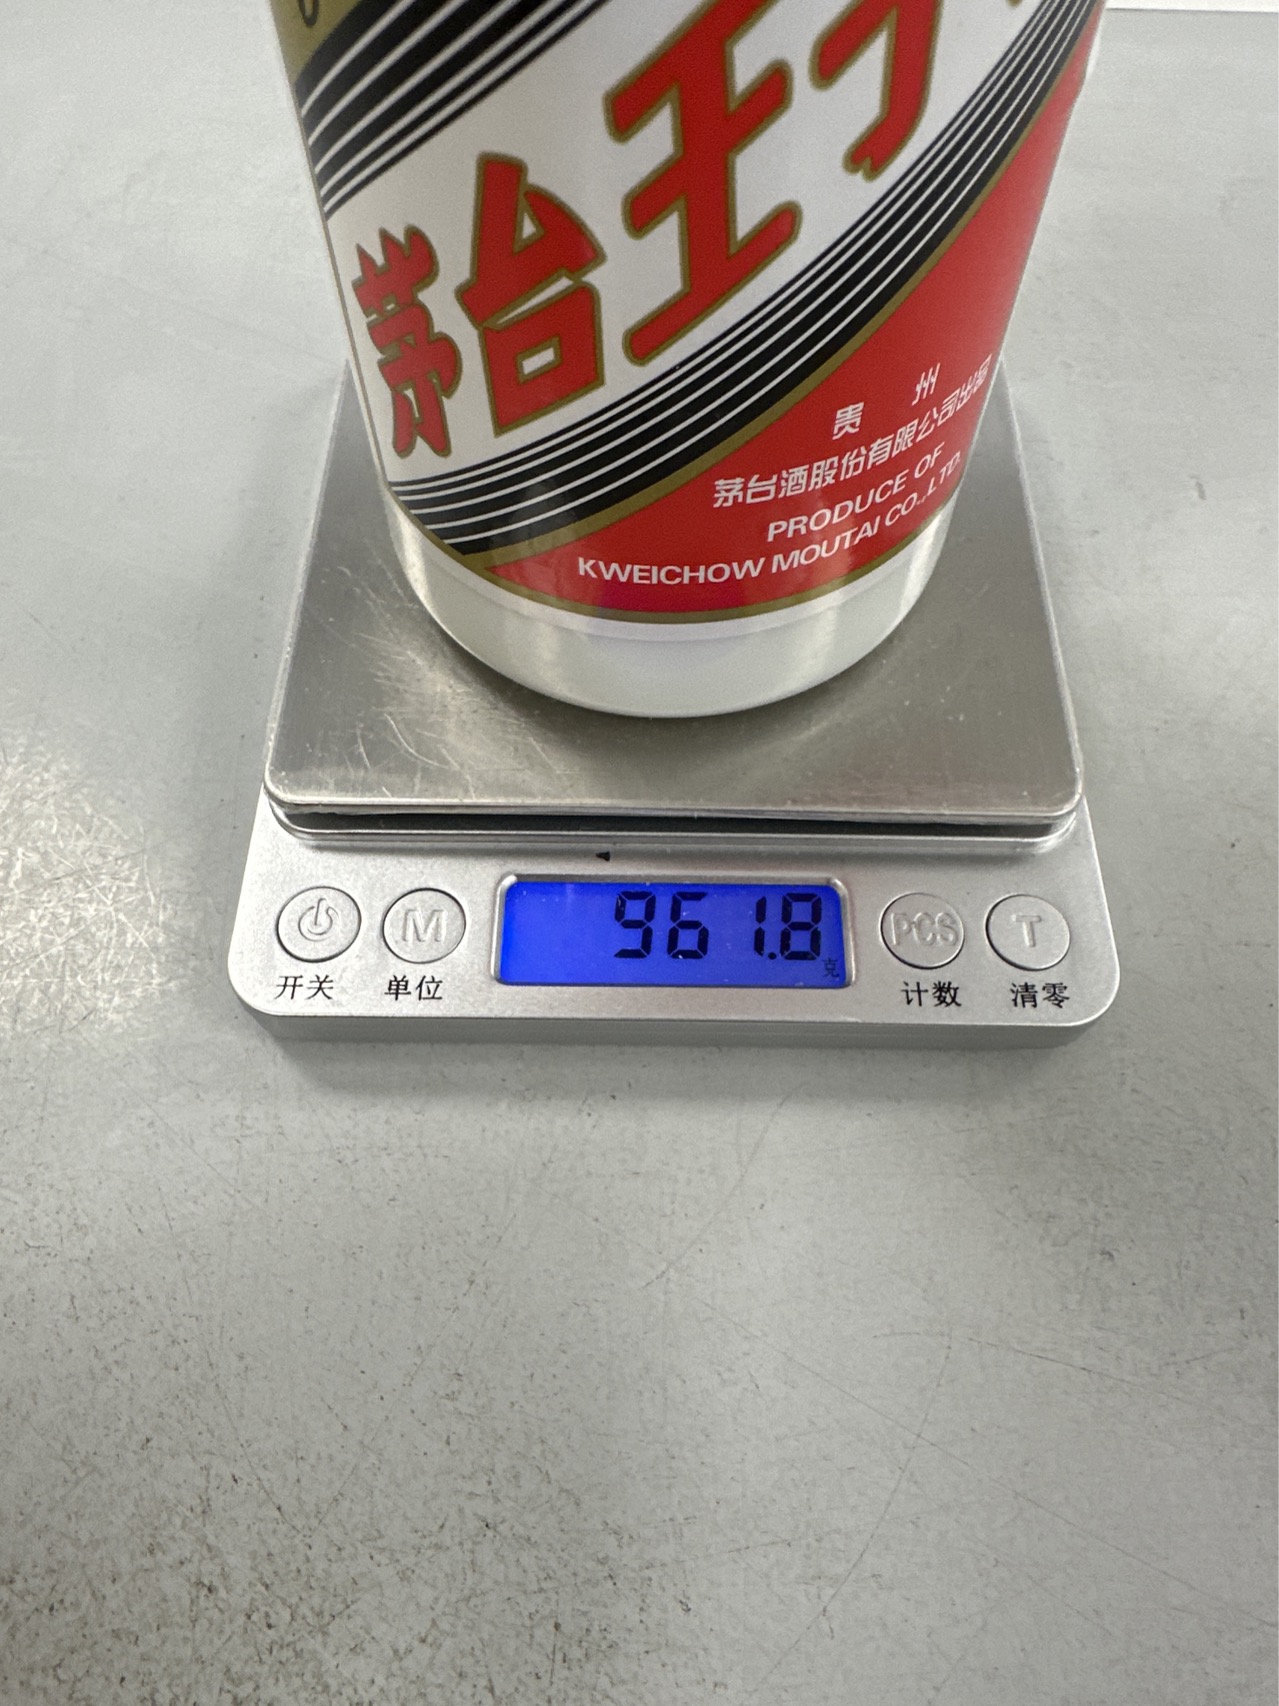 茅台王子
贵州
茅台酒股份有限公司出品
PRODUCE OF
KWEICHOW MOUTAI CO.,LTD.
961.8
克
M
PCS
T
开关
单位
计数
清零